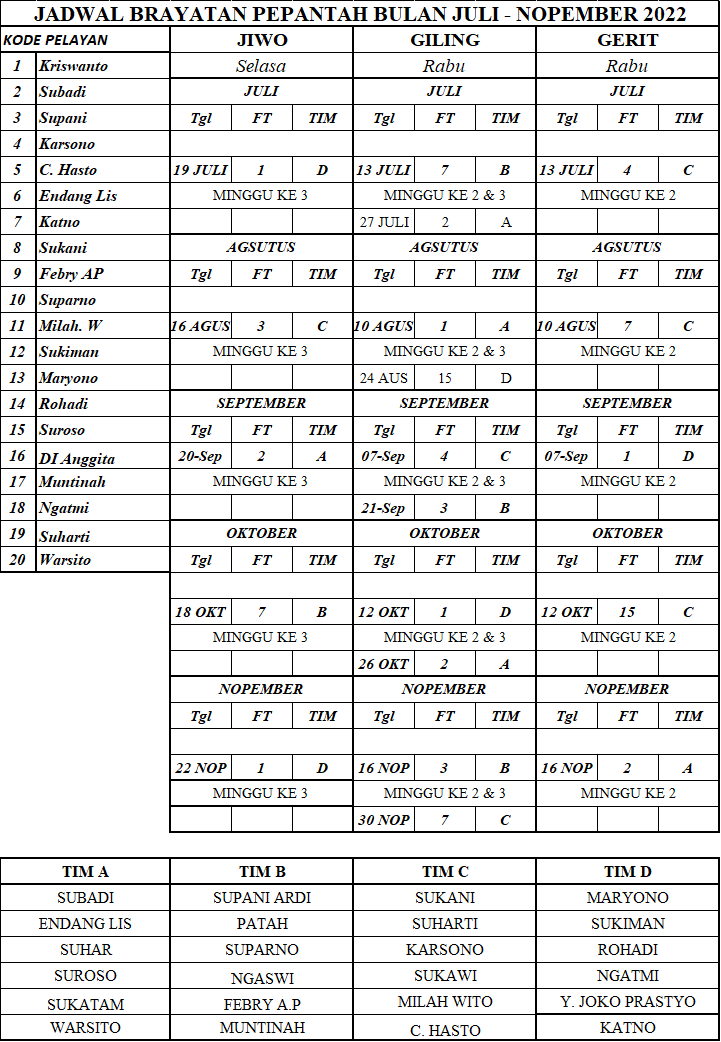 JADWAL BRAYATAN PEPANTAH BULAN JULI - NOPEMBER 2022
KODE PELAYAN JIWO GILING GERIT
1 Kriswanto Selasa Rabu Rabu
2 Subadi JULI JULI JULI
3 Supani Tgl FT TIM Tgl FT TIM Tgl FT TIM
4 Karsono
5 C. Hasto 19 JULI 1 D 13 JULI 7 B 13 JULI 4 C
6 Endang Lis MINGGU KE 3 MINGGU KE 2 & 3 MINGGU KE 2
7 Katno 27 JULI 2 A
8 Sukani AGSUTUS AGSUTUS AGSUTUS
9 Febry AP Tgl FT TIM Tgl FT TIM Tgl FT TIM
10 Suparno
11 Milah. W 16 AGUS 3 C 10 AGUS 1 A 10 AGUS 7 C
12 Sukiman MINGGU KE 3 MINGGU KE 2 & 3 MINGGU KE 2
13 Maryono 24 AUS 15 D
14 Rohadi SEPTEMBER SEPTEMBER SEPTEMBER
15 Suroso Tgl FT TIM Tgl FT TIM Tgl FT TIM
16 DI Anggita 20-Sep 2 A 07-Sep 4 C 07-Sep 1 D
17 Muntinah MINGGU KE 3 MINGGU KE 2 & 3 MINGGU KE 2
18 Ngatmi 21-Sep 3 B
19 Suharti OKTOBER OKTOBER OKTOBER
20 Warsito Tgl FT TIM Tgl FT TIM Tgl FT TIM
18 OKT 7 B 12 OKT 1 D 12 OKT 15 C
MINGGU KE 3 MINGGU KE 2 & 3 MINGGU KE 2
26 OKT 2 A
NOPEMBER NOPEMBER NOPEMBER
Tgl FT TIM Tgl FT TIM Tgl FT TIM
22 NOP 1 D 16 NOP 3 B 16 NOP 2 A
MINGGU KE 3 MINGGU KE 2 & 3 MINGGU KE 2
30 NOP 7 C
TIM A TIM B TIM C TIM D
SUBADI SUPANI ARDI SUKANI MARYONO
ENDANG LIS PATAH SUHARTI SUKIMAN
SUHAR SUPARNO KARSONO ROHADI
SUROSO NGASWI SUKAWI NGATMI
SUKATAM FEBRY A.P MILAH WITO Y. JOKO PRASTYO
WARSITO MUNTINAH C. HASTO KATNO